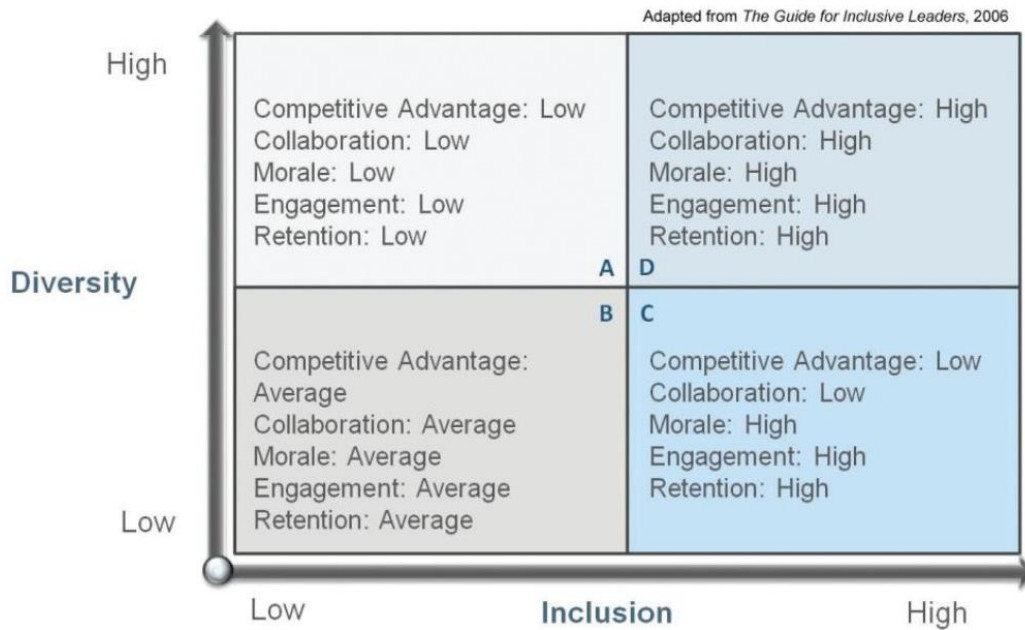 Adapted from The Guide for Inclusive Leaders, 2006
High
Competitive Advantage: Low
Collaboration: Low
Morale: Low
Engagement: Low
Retention: Low
A
Competitive Advantage: High
Collaboration: High
Morale: High
Engagement: High
Retention: High
D
Diversity
B
Competitive Advantage:
Average
Collaboration: Average
Morale: Average
Engagement: Average
Retention: Average
C
Competitive Advantage: Low
Collaboration: Low
Morale: High
Engagement: High
Retention: High
Low
Low
Inclusion
High